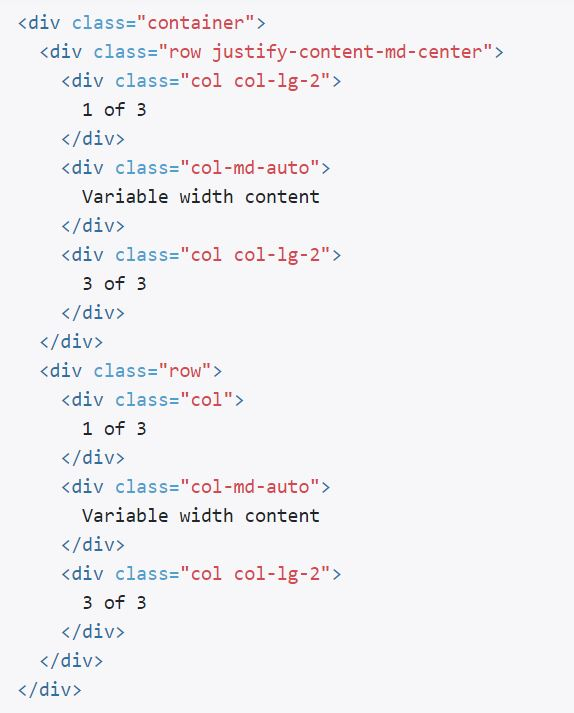 <div class="container">
  <div class="row justify-content-md-center">
    <div class="col col-lg-2">
      1 of 3
    </div>
    <div class="col-md-auto">
      Variable width content
    </div>
    <div class="col col-lg-2">
      3 of 3
    </div>
  </div>
  <div class="row">
    <div class="col">
      1 of 3
    </div>
    <div class="col-md-auto">
      Variable width content
    </div>
    <div class="col col-lg-2">
      3 of 3
    </div>
  </div>
</div>